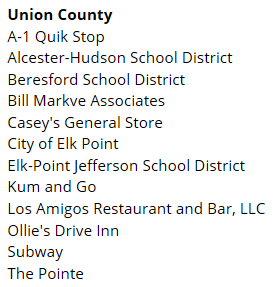 Union County
A-1 Quik Stop
Alcester-Hudson School District
Beresford School District
Bill Markve Associates
Casey's General Store
City of Elk Point
Elk-Point Jefferson School District
Kum and Go
Los Amigos Restaurant and Bar, LLC
Ollie's Drive Inn
Subway
The Pointe